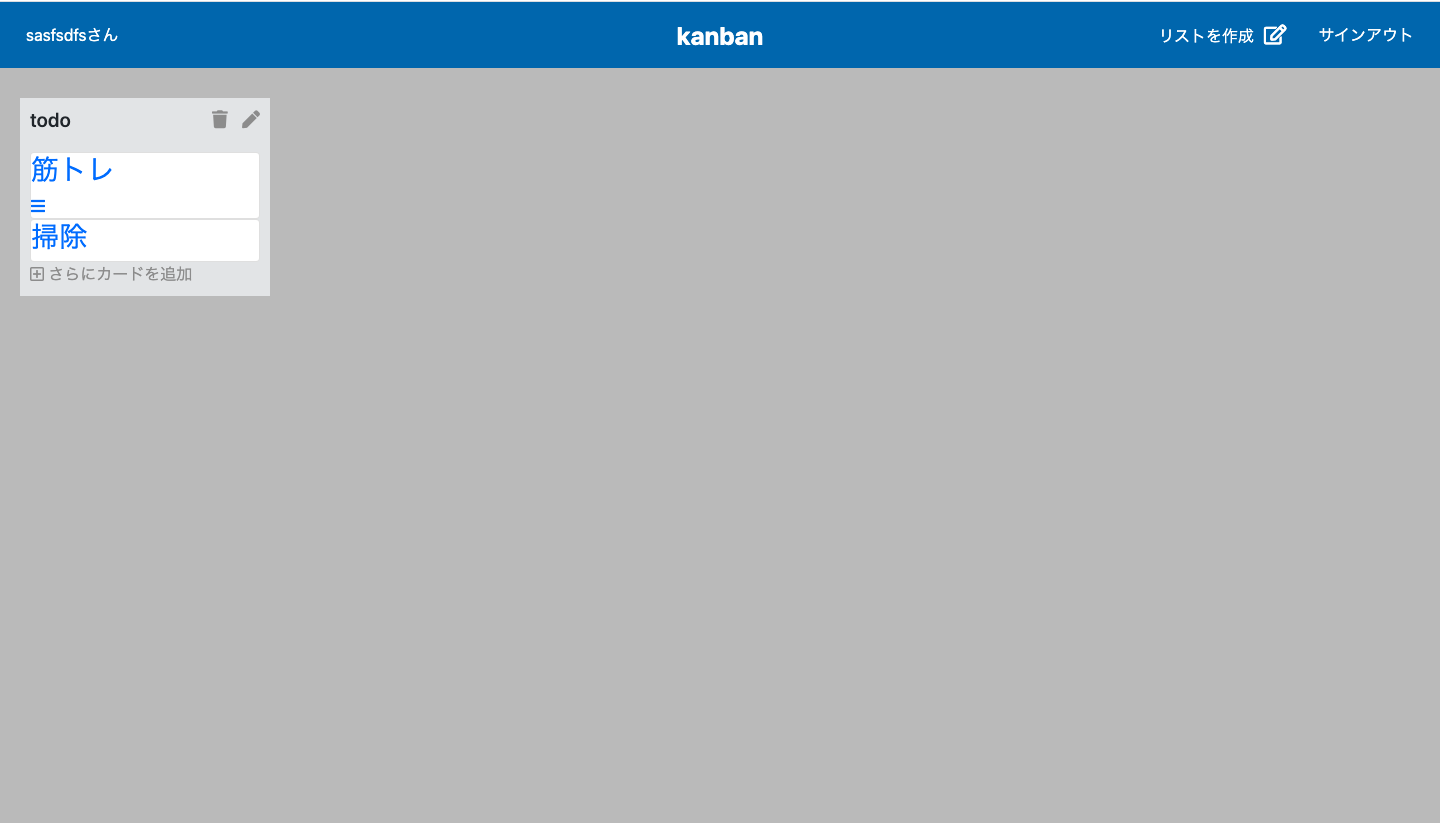 sasfsdfsさん
kanban
リストを作成
サインアウト
todo
筋トレ
掃除
さらにカードを追加